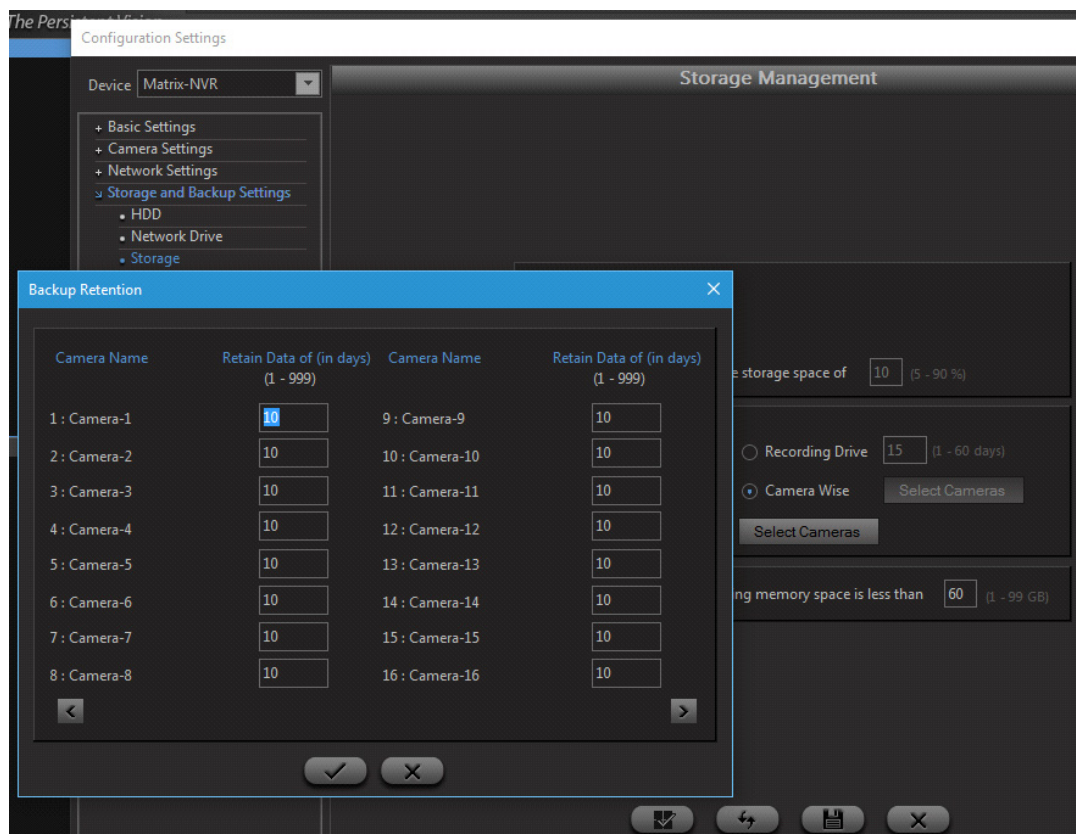 The Persistent Vision
Configuration Settings
Device Matrix-NVR
Storage Management
+ Basic Settings
+ Camera Settings
+ Network Settings
Storage and Backup Settings
• HDD
• Network Drive
• Storage
Backup Retention
Camera Name Retain Data of (in days) Camera Name Retain Data of (in days)
(1 - 999) (1 - 999)
1 : Camera-1 10 9 : Camera-9 10
2 : Camera-2 10 10 : Camera-10 10
3 : Camera-3 10 11 : Camera-11 10
4 : Camera-4 10 12 : Camera-12 10
5 : Camera-5 10 13 : Camera-13 10
6 : Camera-6 10 14 : Camera-14 10
7 : Camera-7 10 15 : Camera-15 10
8 : Camera-8 10 16 : Camera-16 10
e storage space of 10 (5 - 90 %)
Recording Drive 15 (1 - 60 days)
Camera Wise Select Cameras
Select Cameras
ng memory space is less than 60 (1 - 99 GB)